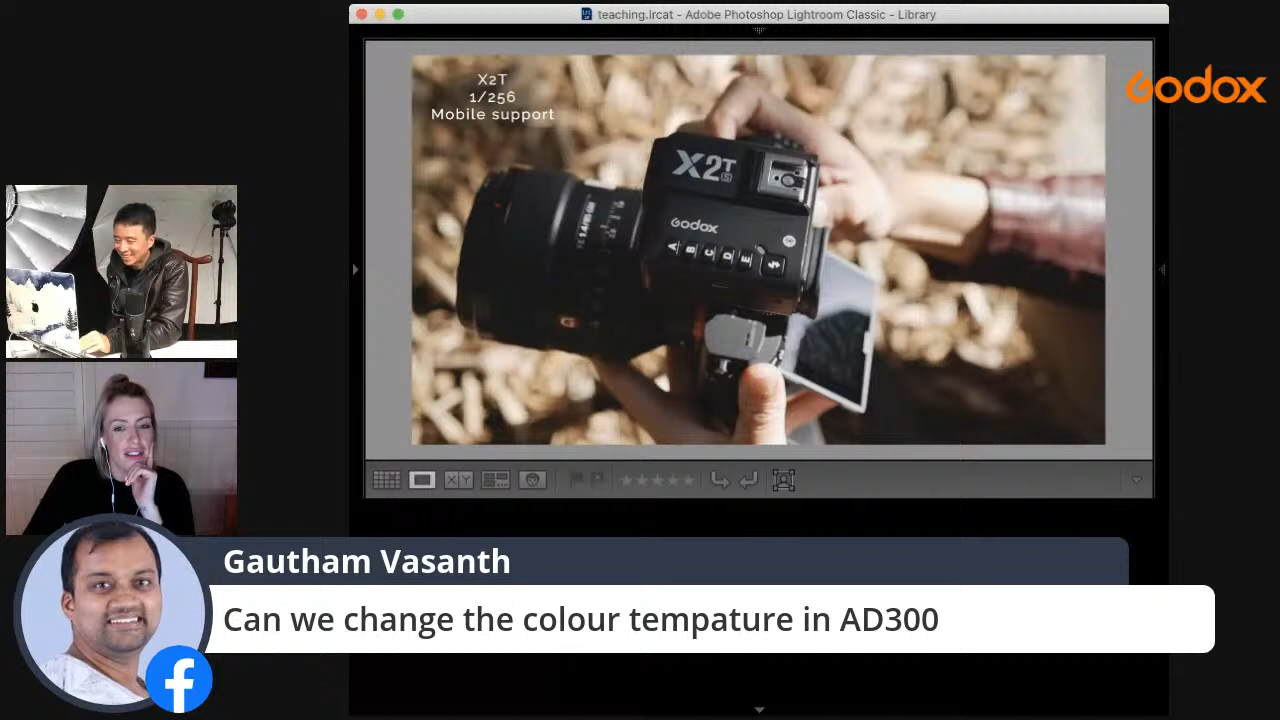 teaching.lrcat - Adobe Photoshop Lightroom Classic - Library
Godox
X2T
1/256
Mobile support
X2T S
Godox
A B C D E
XY
Gautham Vasanth
Can we change the colour tempature in AD300